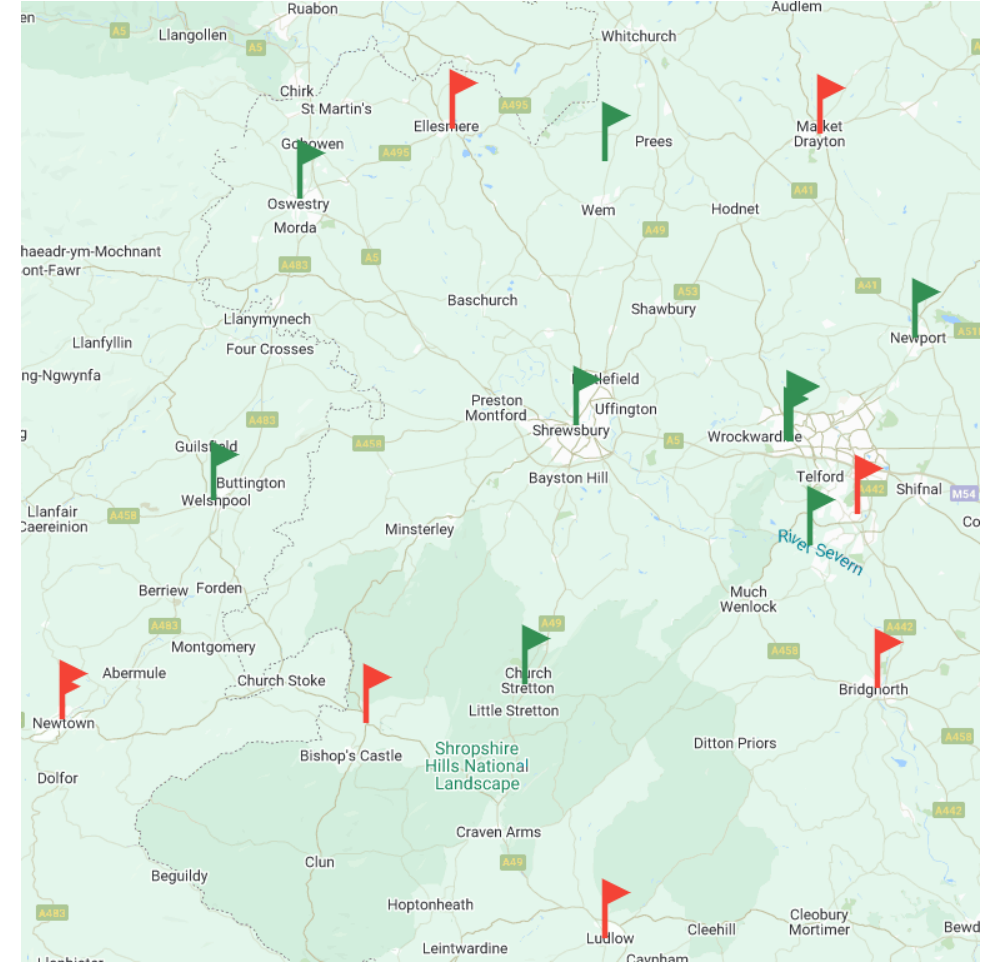 Ruabon
Audlem
en
A5
Llangollen
A5
Whitchurch
A
Chirk
St Martin's
A495
Ellesmere
Market
Drayton
Gobowen
A495
Prees
A41
Oswestry
Wem
Hodnet
Morda
A49
haeadr-ym-Mochnant
ont-Fawr
A483
A5
A41
Baschurch
A53
Shawbury
Llanymynech
A51
Newport
Llanfyllin
Four Crosses
ng-Ngwynfa
Preston
Montford
Uffington
A483
g
Shrewsbury
A458
A5
Guilsfield
Telford
Bayston Hill
Buttington
A442
Shifnal
M54
Welshpool
Llanfair
Caereinion
A458
Minsterley
Co
River Severn
Berriew
Forden
Much
Wenlock
A483
A49
A442
Montgomery
A458
Abermule
Church Stoke
Church
Stretton
Bridgnorth
Little Stretton
Newtown
Bishop's Castle
Shropshire
Hills National
Landscape
Ditton Priors
A458
Dolfor
A442
Craven Arms
Clun
A49
Beguildy
Hoptonheath
A483
Cleobury
Mortimer
Ludlow
Cleehill
Bewd
Leintwardine